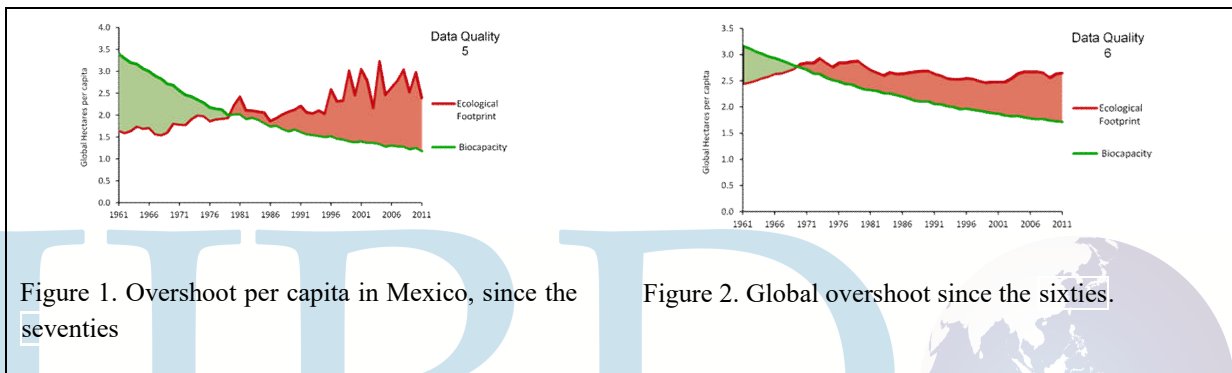 4.0
3.5
3.0
2.5
2.0
1.5
1.0
0.5
0.0
Global Hectares per capita
1961 1966 1971 1976 1981 1986 1991 1996 2001 2006 2011
Data Quality
5
Ecological
Footprint
Biocapacity
Figure 1. Overshoot per capita in Mexico, since the
seventies
3.5
3.0
2.5
2.0
1.5
1.0
0.5
0.0
Global Hectares per capita
1961 1966 1971 1976 1981 1986 1991 1996 2001 2006 2011
Data Quality
6
Ecological
Footprint
Biocapacity
Figure 2. Global overshoot since the sixties.